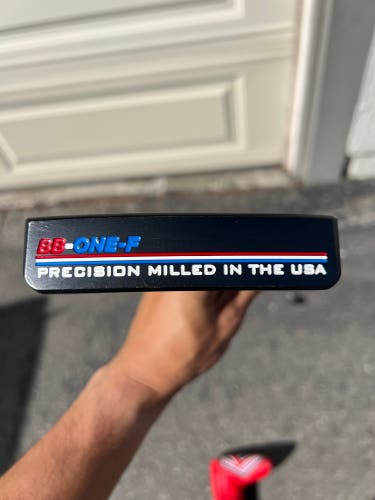 BB-ONE-F
PRECISION MILLED IN THE USA